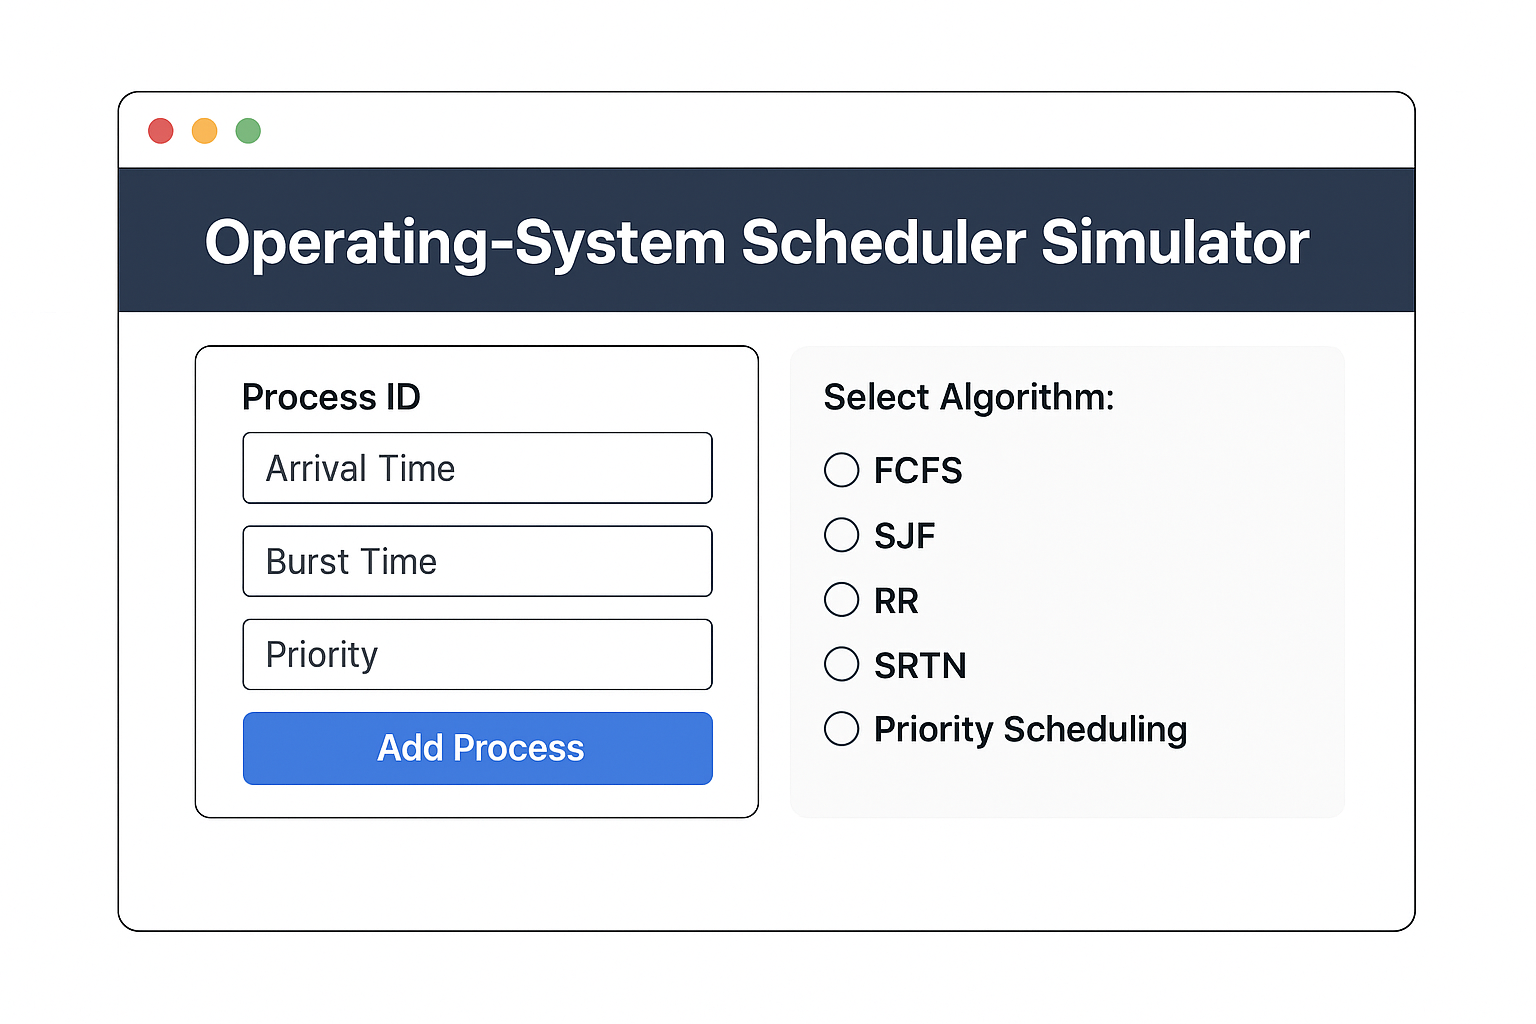 Operating-System Scheduler Simulator
Process ID
Arrival Time
Burst Time
Priority
Add Process
Select Algorithm:
FCFS
SJF
RR
SRTN
Priority Scheduling